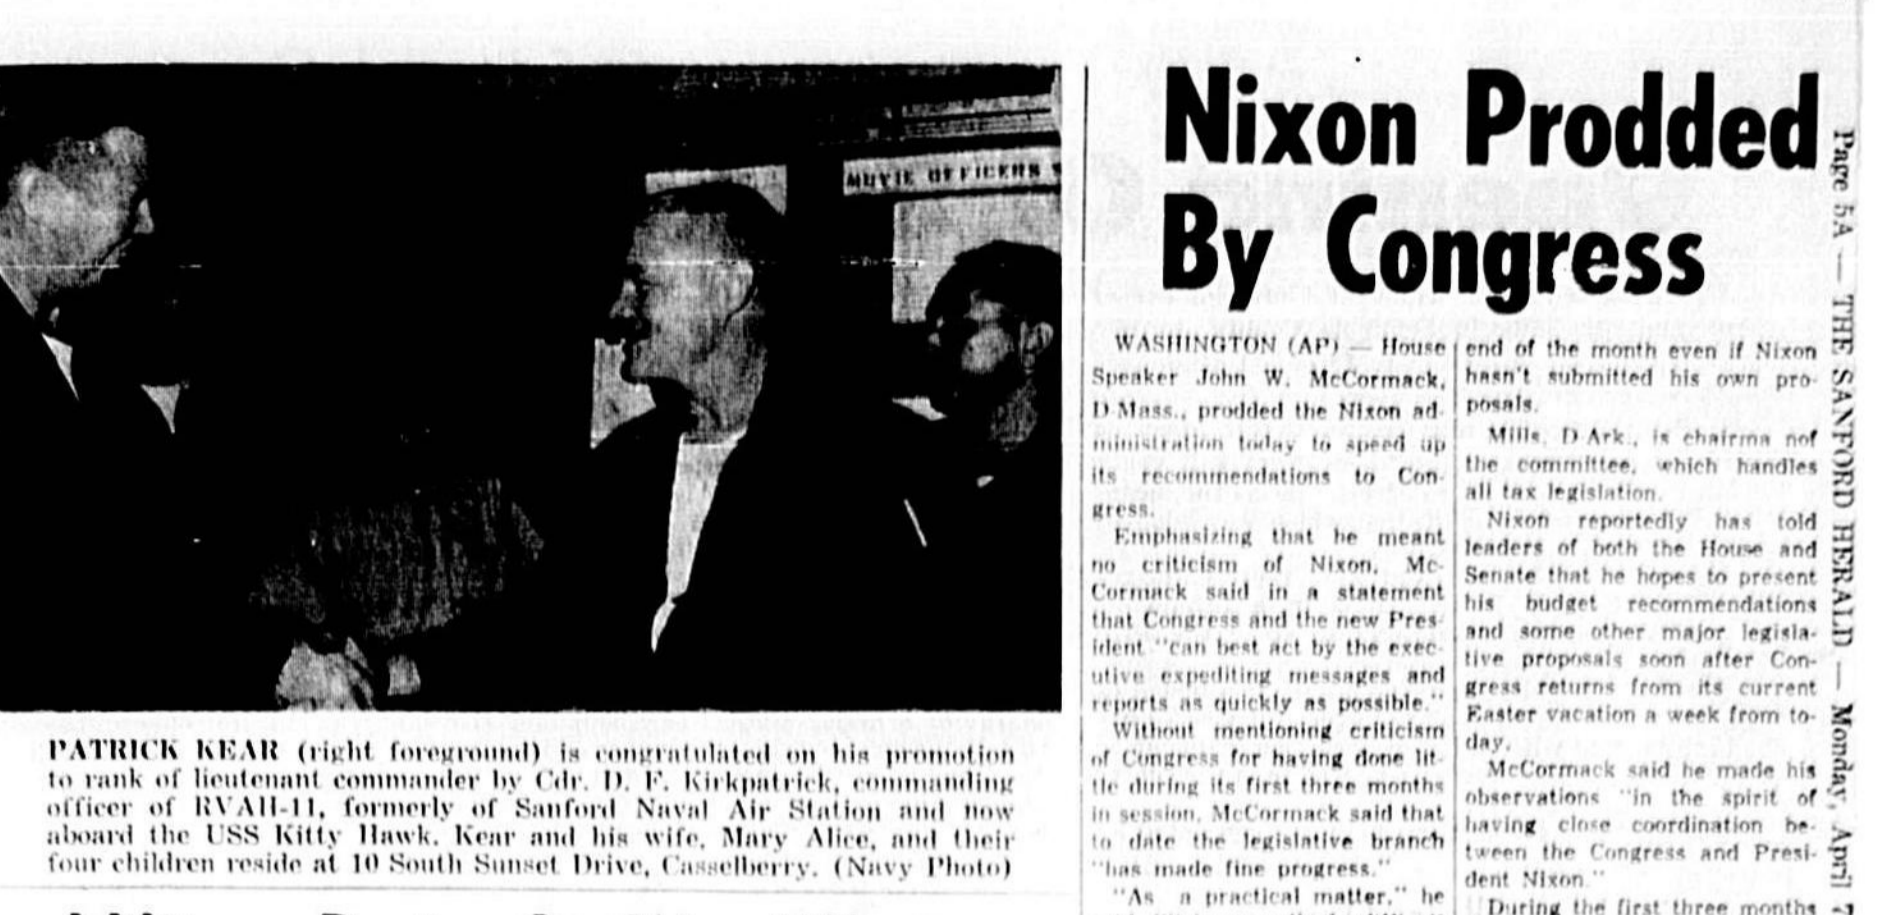 MOVIE OFFICERS
PATRICK KEAR (right foreground) is congratulated on his promotion
to rank of lieutenant commander by Cdr. D. F. Kirkpatrick, commanding
officer of RVAH-11, formerly of Sanford Naval Air Station and now
aboard the USS Kitty Hawk. Kear and his wife, Mary Alice, and their
four children reside at 10 South Sunset Drive, Casselberry. (Navy Photo)
Nixon Prodded
By Congress
WASHINGTON (AP) — House
Speaker John W. McCormack,
D-Mass., prodded the Nixon ad-
ministration today to speed up
its recommendations to Con-
gress.
Emphasizing that he meant
no criticism of Nixon, Mc-
Cormack said in a statement
that Congress and the new Pres-
ident "can best act by the exec-
utive expediting messages and
reports as quickly as possible."
Without mentioning criticism
of Congress for having done lit-
tle during its first three months
in session, McCormack said that
to date the legislative branch
"has made fine progress."
"As a practical matter," he
end of the month even if Nixon
hasn't submitted his own pro-
posals.
Mills, D-Ark., is chairma nof
the committee, which handles
all tax legislation.
Nixon reportedly has told
leaders of both the House and
Senate that he hopes to present
his budget recommendations
and some other major legisla-
tive proposals soon after Con-
gress returns from its current
Easter vacation a week from to-
day.
McCormack said he made his
observations "in the spirit of
having close coordination be-
tween the Congress and Presi-
dent Nixon."
During the first three months
Page 5A — THE SANFORD HERALD — Monday, April 7